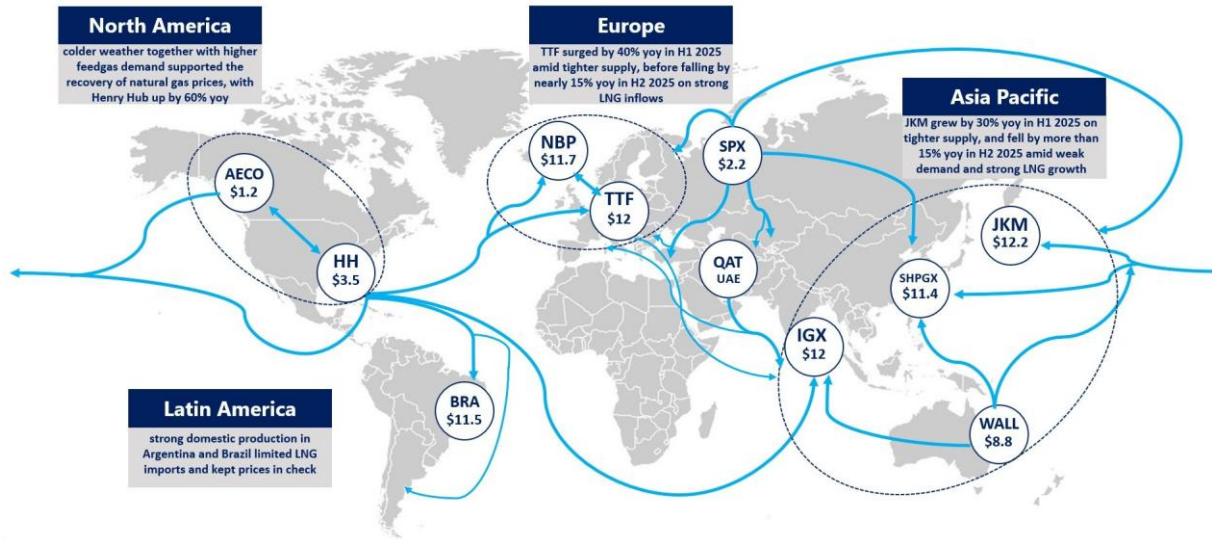 North America
colder weather together with higher
feedgas demand supported the
recovery of natural gas prices, with
Henry Hub up by 60% yoy
Europe
TTF surged by 40% yoy in H1 2025
amid tighter supply, before falling by
nearly 15% yoy in H2 2025 on strong
LNG inflows
Asia Pacific
JKM grew by 30% yoy in H1 2025 on
tighter supply, and fell by more than
15% yoy in H2 2025 amid weak
demand and strong LNG growth
NBP
$11.7
SPX
$2.2
AECO
$1.2
TTF
$12
JKM
$12.2
HH
$3.5
QAT
UAE
SHPGX
$11.4
IGX
$12
BRA
$11.5
WALL
$8.8
Latin America
strong domestic production in
Argentina and Brazil limited LNG
imports and kept prices in check